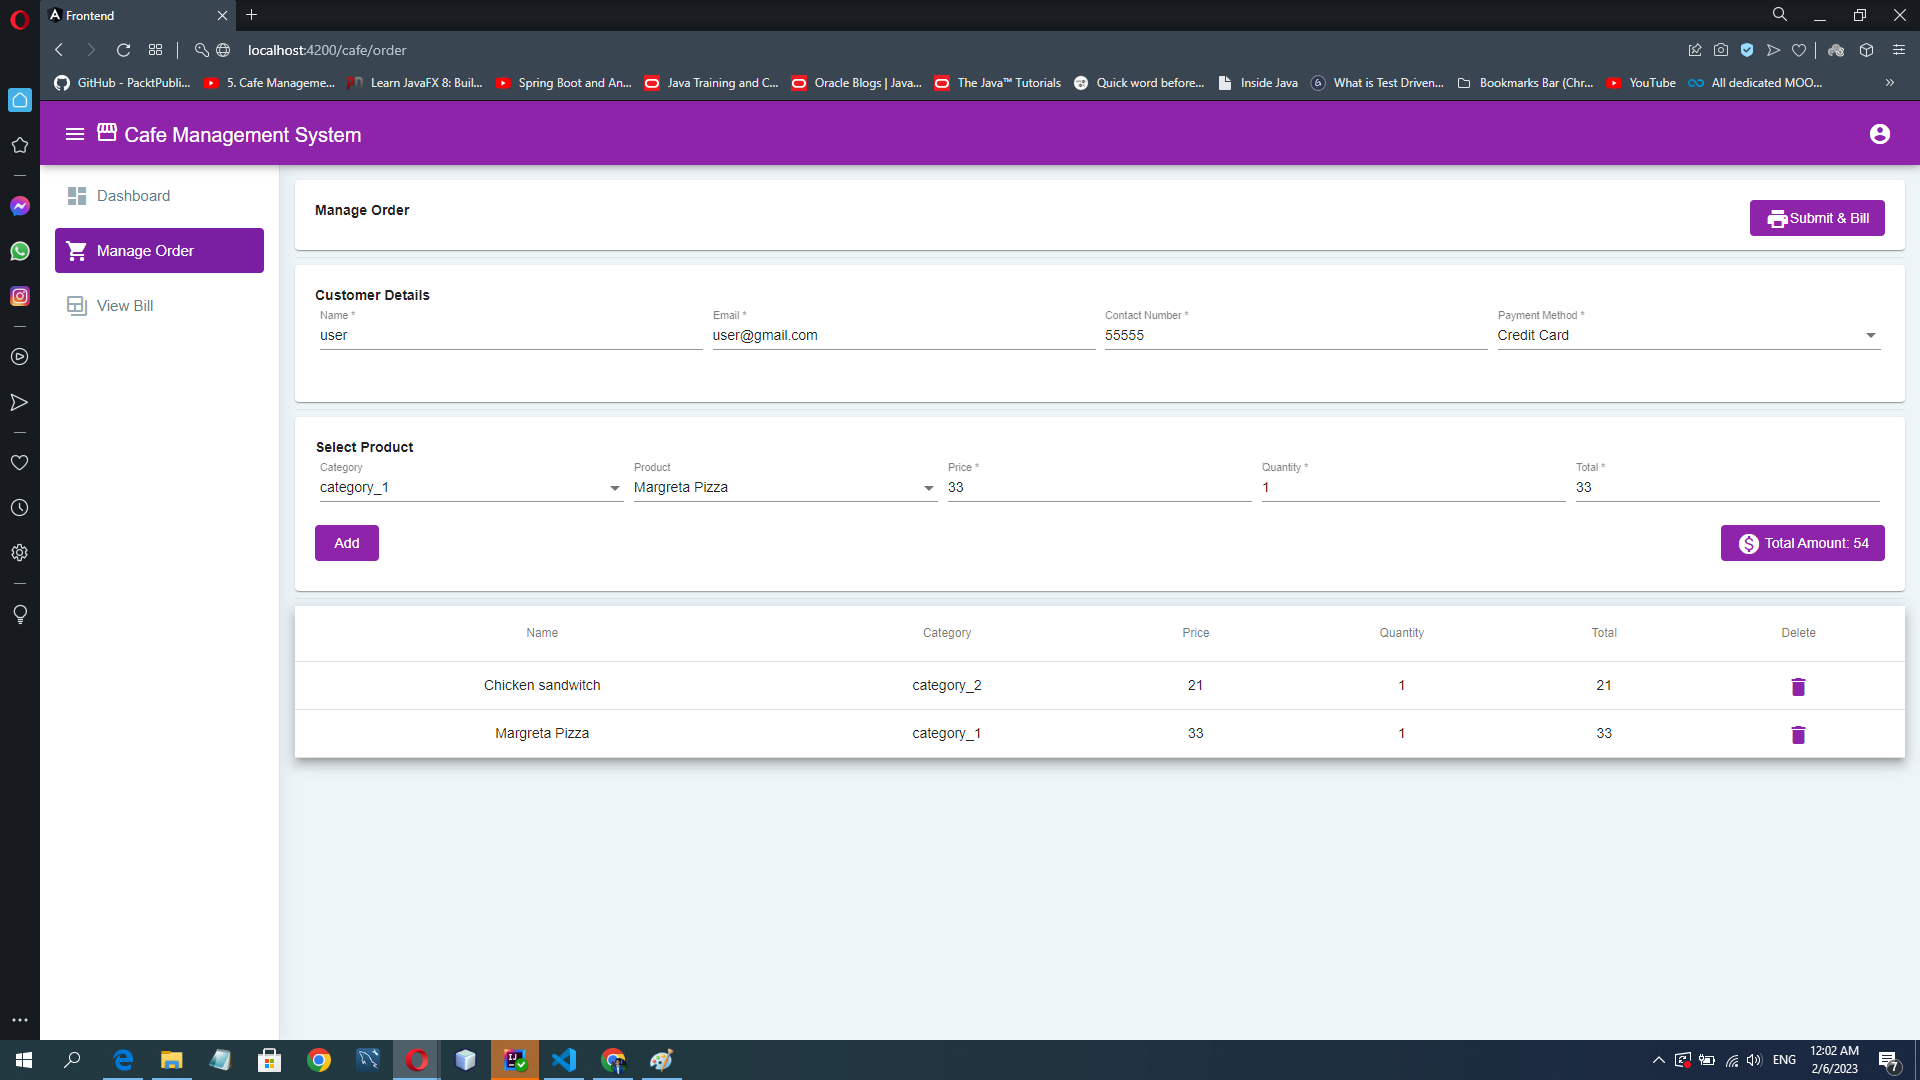 Frontend
localhost:4200/cafe/order
GitHub - PacktPubli... 5. Cafe Manageme... Learn JavaFX 8: Buil... Spring Boot and An... Java Training and C... Oracle Blogs | Java... The Java™ Tutorials Quick word before... Inside Java What is Test Driven... Bookmarks Bar (Chr... YouTube All dedicated MOO...
Cafe Management System
Dashboard
Manage Order
View Bill
Manage Order
Submit & Bill
Customer Details
Name * Email * Contact Number * Payment Method *
user user@gmail.com 55555 Credit Card
Select Product
Category Product Price * Quantity * Total *
category_1 Margreta Pizza 33 1 33
Add Total Amount: 54
Name Category Price Quantity Total Delete
Chicken sandwitch category_2 21 1 21
Margreta Pizza category_1 33 1 33
ENG
12:02 AM
2/6/2023
7